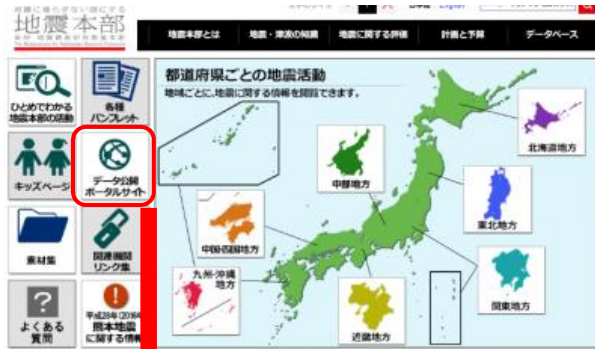 地震に強い
地震本部
日本語 English
地震本部とは
地震・津波の知識
地震に関する評価
計画と予算
データベース
ひとめでわかる
地震本部の活動
各種
パンフレット
キッズページ
データ公開
ポータルサイト
素材集
関連機関
リンク集
よくある
質問
平成28年(2016年
熊本地震
に関する情報
都道府県ごとの地震活動
地域ごとに、地震に関する情報を閲覧できます。
北海道地方
中部地方
東北地方
中国・四国地方
九州・沖縄
地方
関東地方
近畿地方